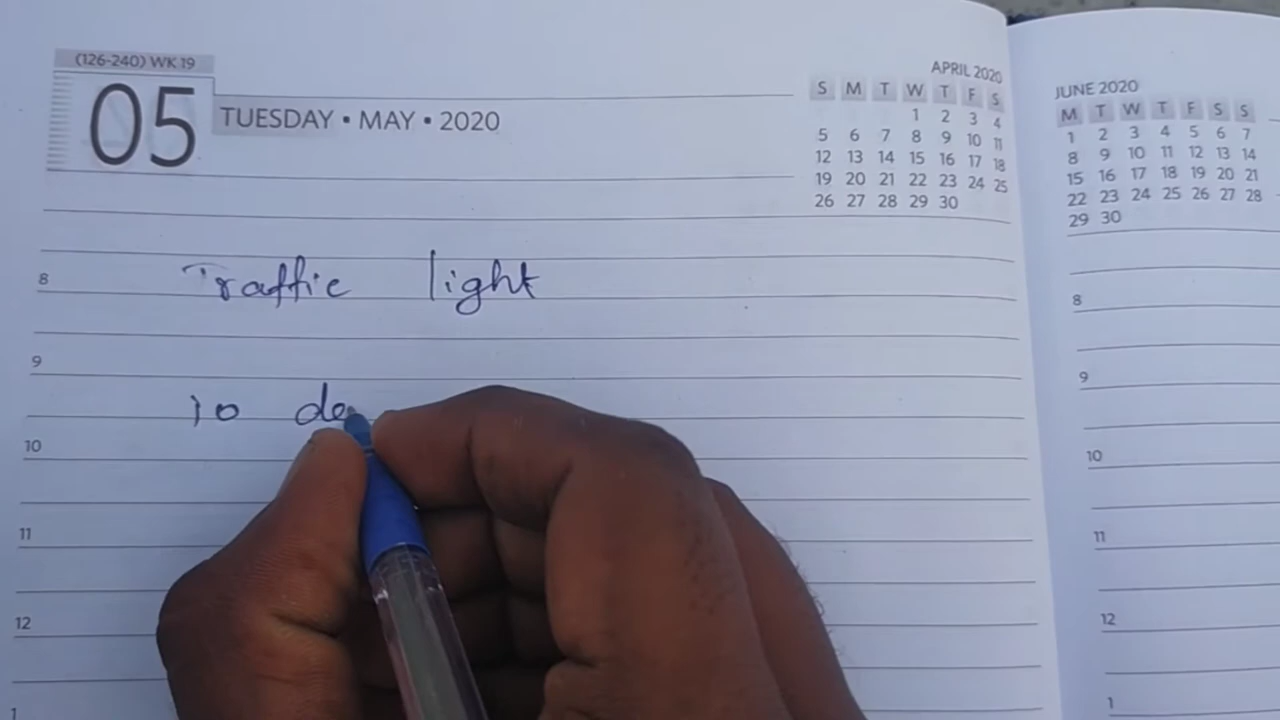 (126-240) WK 19
05
TUESDAY • MAY • 2020
APRIL 2020
S M T W T F S
1 2 3 4
5 6 7 8 9 10 11
12 13 14 15 16 17 18
19 20 21 22 23 24 25
26 27 28 29 30
8 Traffic light
9
10 de
10
11
12
1
JUNE 2020
M T W T F S S
1 2 3 4 5 6 7
8 9 10 11 12 13 14
15 16 17 18 19 20 21
22 23 24 25 26 27 28
29 30
8
9
10
11
12
1